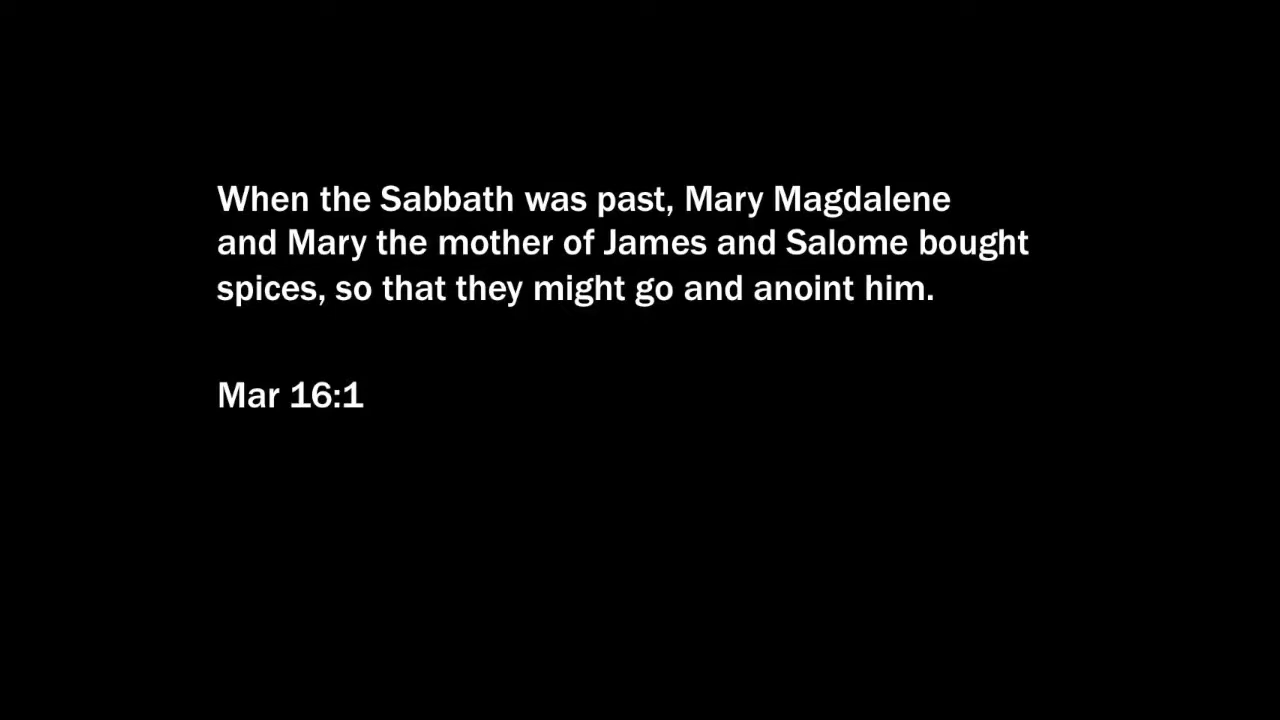 When the Sabbath was past, Mary Magdalene
and Mary the mother of James and Salome bought
spices, so that they might go and anoint him.
Mar 16:1